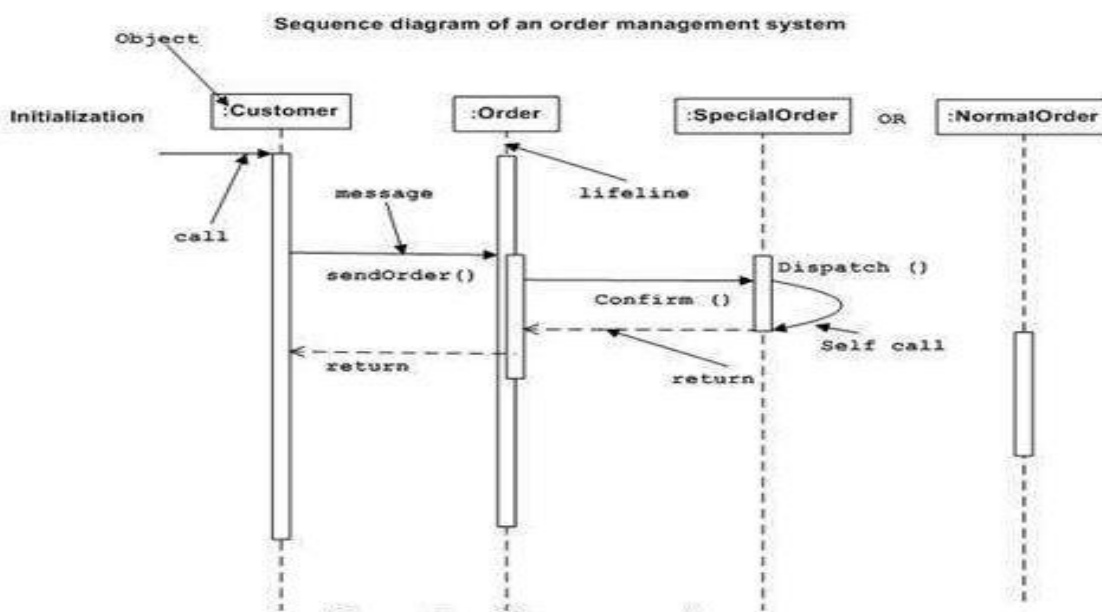 Sequence diagram of an order management system
Object
Initialization
:Customer
:Order
:SpecialOrder
OR
:NormalOrder
message
lifeline
call
sendOrder()
Dispatch ()
Confirm ()
Self call
return
return